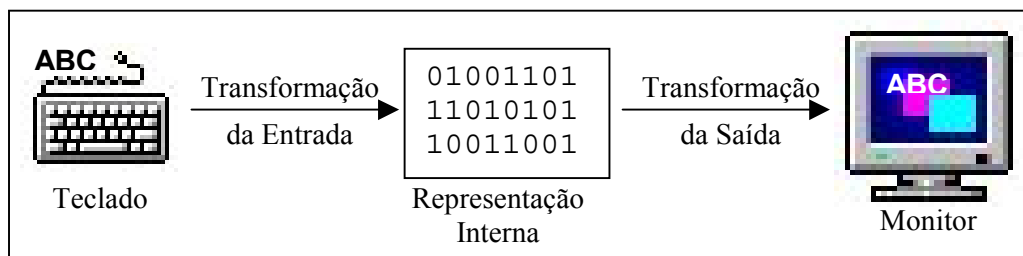 ABC
Teclado
Transformação
da Entrada
01001101
11010101
10011001
Representação
Interna
Transformação
da Saída
ABC
Monitor